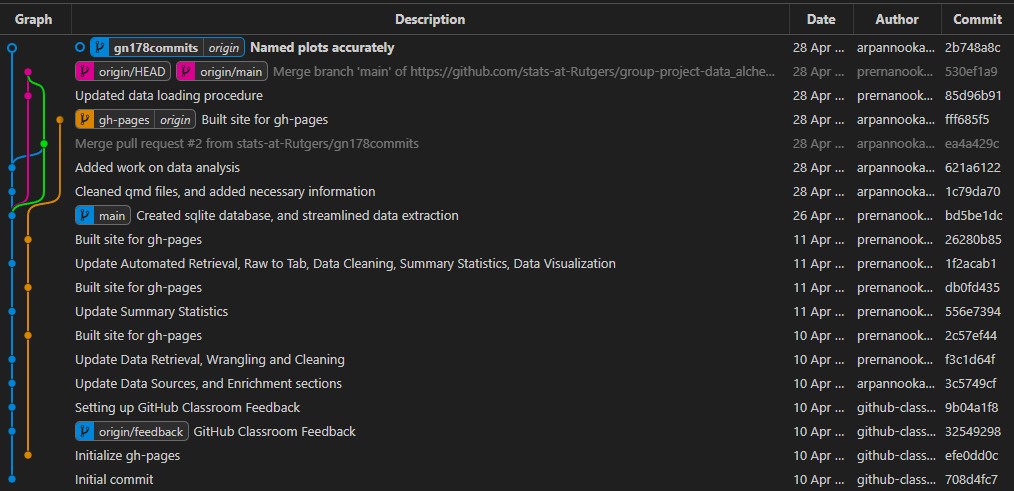 Graph Description Date Author Commit
gn178commits origin Named plots accurately 28 Apr ... arpannooka... 2b748a8c
origin/HEAD origin/main Merge branch 'main' of https://github.com/stats-at-Rutgers/group-project-data_alche... 28 Apr ... prernanook... 530ef1a9
Updated data loading procedure 28 Apr ... prernanook... 85d96b91
gh-pages origin Built site for gh-pages 28 Apr ... arpannooka... fff685f5
Merge pull request #2 from stats-at-Rutgers/gn178commits 28 Apr ... arpannooka... ea4a429c
Added work on data analysis 28 Apr ... arpannooka... 621a6122
Cleaned qmd files, and added necessary information 28 Apr ... arpannooka... 1c79da70
main Created sqlite database, and streamlined data extraction 26 Apr ... prernanook... bd5be1dc
Built site for gh-pages 11 Apr ... prernanook... 26280b85
Update Automated Retrieval, Raw to Tab, Data Cleaning, Summary Statistics, Data Visualization 11 Apr ... prernanook... 1f2acab1
Built site for gh-pages 11 Apr ... prernanook... db0fd435
Update Summary Statistics 11 Apr ... prernanook... 556e7394
Built site for gh-pages 10 Apr ... prernanook... 2c57ef44
Update Data Retrieval, Wrangling and Cleaning 10 Apr ... prernanook... f3c1d64f
Update Data Sources, and Enrichment sections 10 Apr ... arpannooka... 3c5749cf
Setting up GitHub Classroom Feedback 10 Apr ... github-class... 9b04a1f8
origin/feedback GitHub Classroom Feedback 10 Apr ... github-class... 32549298
Initialize gh-pages 10 Apr ... github-class... efe0dd0c
Initial commit 10 Apr ... github-class... 708d4fc7